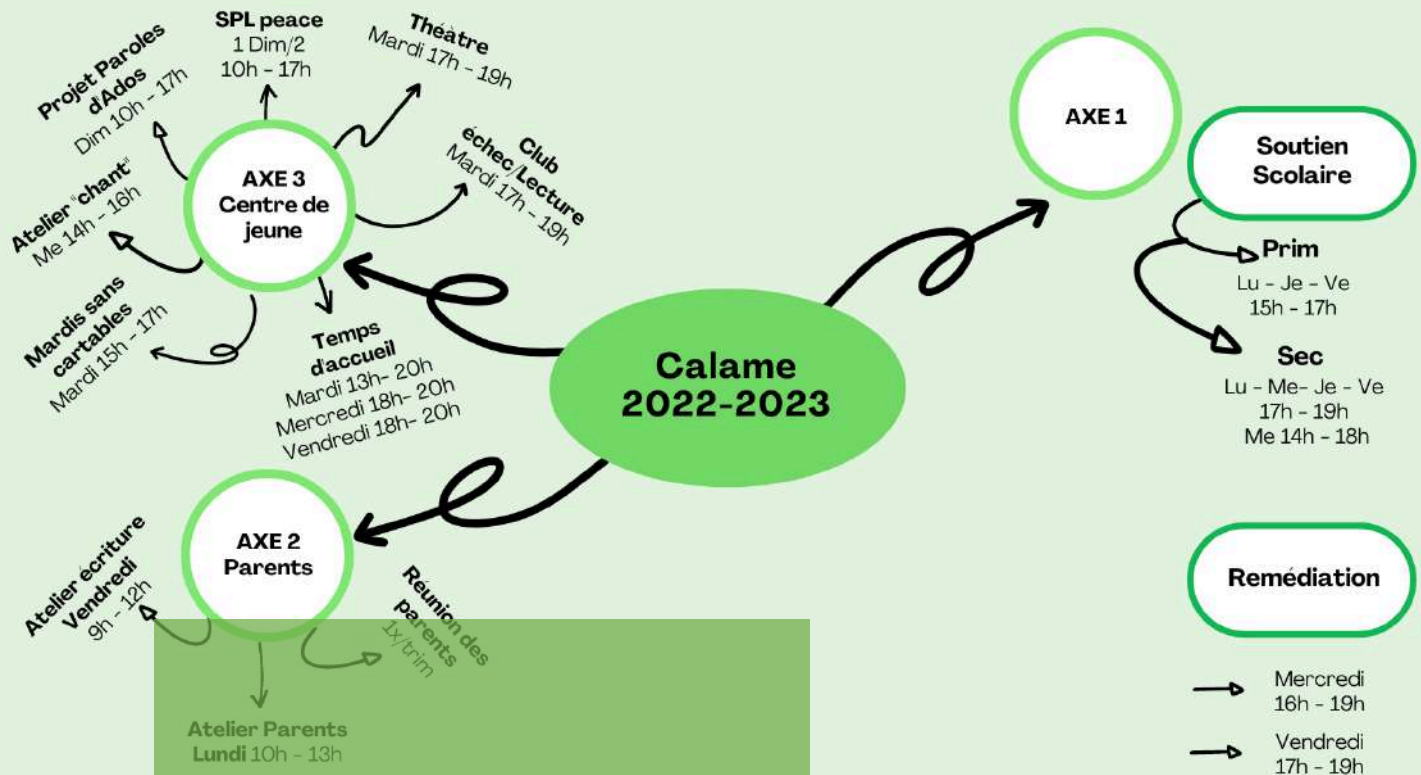 SPL peace
1 Dim/2
10h - 17h
Théâtre
Mardi 17h - 19h
Projet Paroles
d'Ados
Dim 10h - 17h
Club
échec/Lecture
Mardi 17h - 19h
Atelier "chant"
Me 14h - 16h
AXE 3
Centre de
jeune
Mardis sans
cartables
Mardi 15h - 17h
Temps
d'accueil
Mardi 13h- 20h
Mercredi 18h- 20h
Vendredi 18h- 20h
AXE 1
Soutien
Scolaire
Prim
Lu - Je - Ve
15h - 17h
Sec
Lu - Me- Je - Ve
17h - 19h
Me 14h - 18h
Calame
2022-2023
AXE 2
Parents
Atelier écriture
Vendredi
9h - 12h
Réunion des
parents
1x/trim
Atelier Parents
Lundi 10h - 13h
Remédiation
Mercredi
16h - 19h
Vendredi
17h - 19h